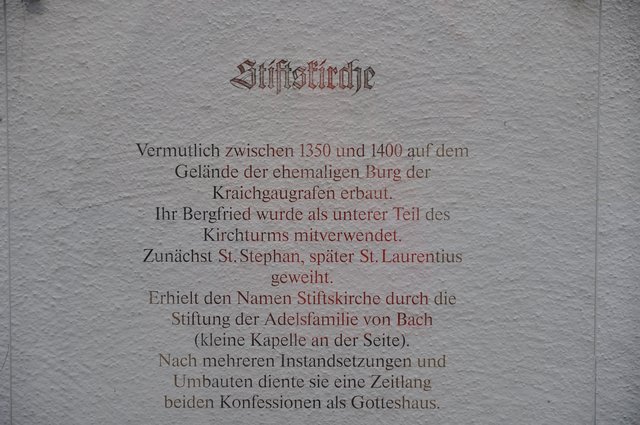 Stiftskirche
Vermutlich zwischen 1350 und 1400 auf dem
Gelände der ehemaligen Burg der
Kraichgaugrafen erbaut.
Ihr Bergfried wurde als unterer Teil des
Kirchturms mitverwendet.
Zunächst St. Stephan, später St. Laurentius
geweiht.
Erhielt den Namen Stiftskirche durch die
Stiftung der Adelsfamilie von Bach
(kleine Kapelle an der Seite).
Nach mehreren Instandsetzungen und
Umbauten diente sie eine Zeitlang
beiden Konfessionen als Gotteshaus.